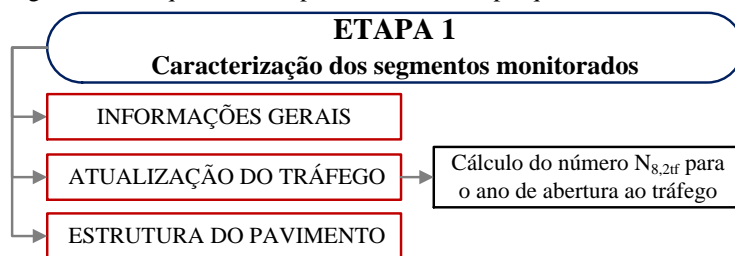 ETAPA 1
Caracterização dos segmentos monitorados
INFORMAÇÕES GERAIS
ATUALIZAÇÃO DO TRÁFEGO
Cálculo do número N8,2tf para
o ano de abertura ao tráfego
ESTRUTURA DO PAVIMENTO